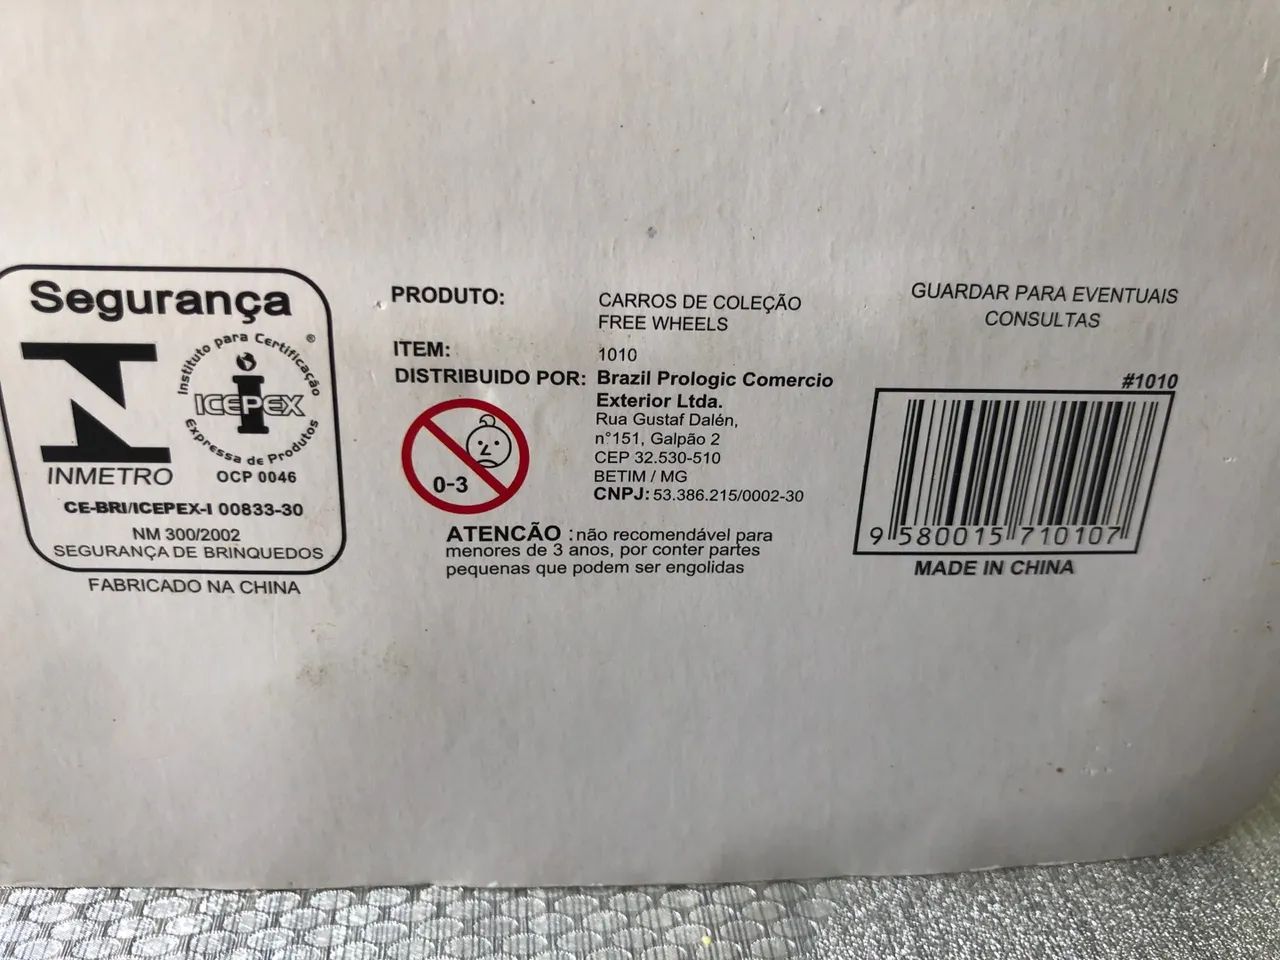 Segurança
INMETRO
Instituto para Certificação
®
ICEPEX
Expressa de Produtos
OCP 0046
CE-BRI/ICEPEX-I 00833-30
NM 300/2002
SEGURANÇA DE BRINQUEDOS
FABRICADO NA CHINA
PRODUTO: CARROS DE COLEÇÃO
FREE WHEELS
ITEM: 1010
DISTRIBUIDO POR: Brazil Prologic Comercio
Exterior Ltda.
Rua Gustaf Dalén,
n°151, Galpão 2
CEP 32.530-510
BETIM / MG
CNPJ: 53.386.215/0002-30
0-3
ATENCÃO :não recomendável para
menores de 3 anos, por conter partes
pequenas que podem ser engolidas
GUARDAR PARA EVENTUAIS
CONSULTAS
#1010
9 580015 710107
MADE IN CHINA